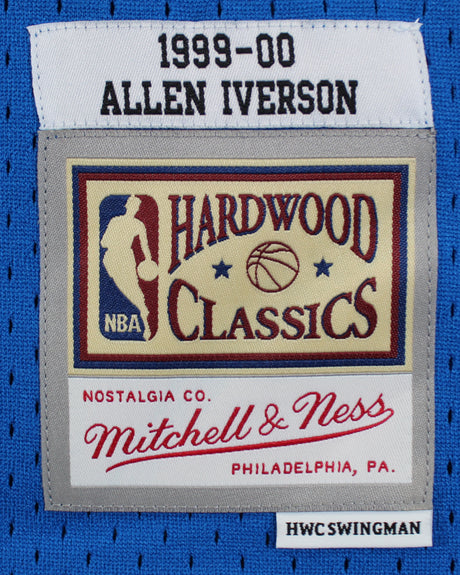 1999-00
ALLEN IVERSON
HARDWOOD
NBA
CLASSICS
NOSTALGIA CO.
Mitchell & Ness
PHILADELPHIA, PA.
HWCSWINGMAN